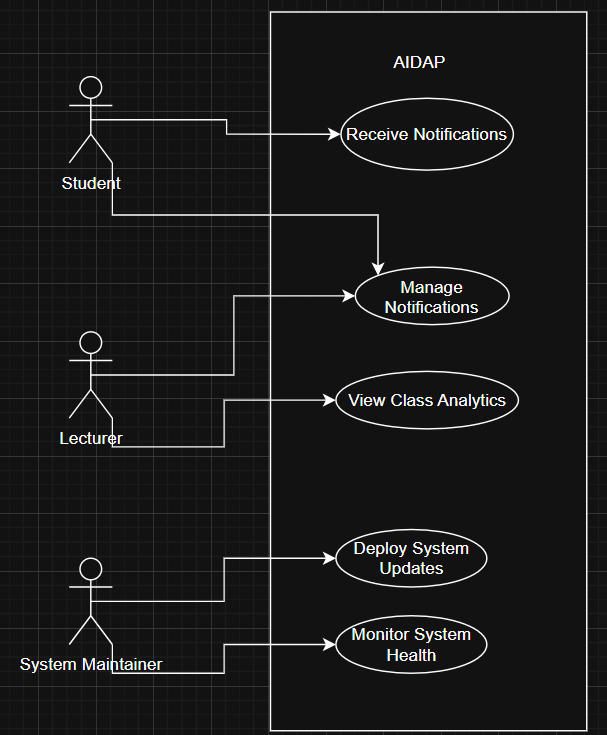 AIDAP
Receive Notifications
Student
Manage
Notifications
View Class Analytics
Lecturer
Deploy System
Updates
Monitor System
Health
System Maintainer